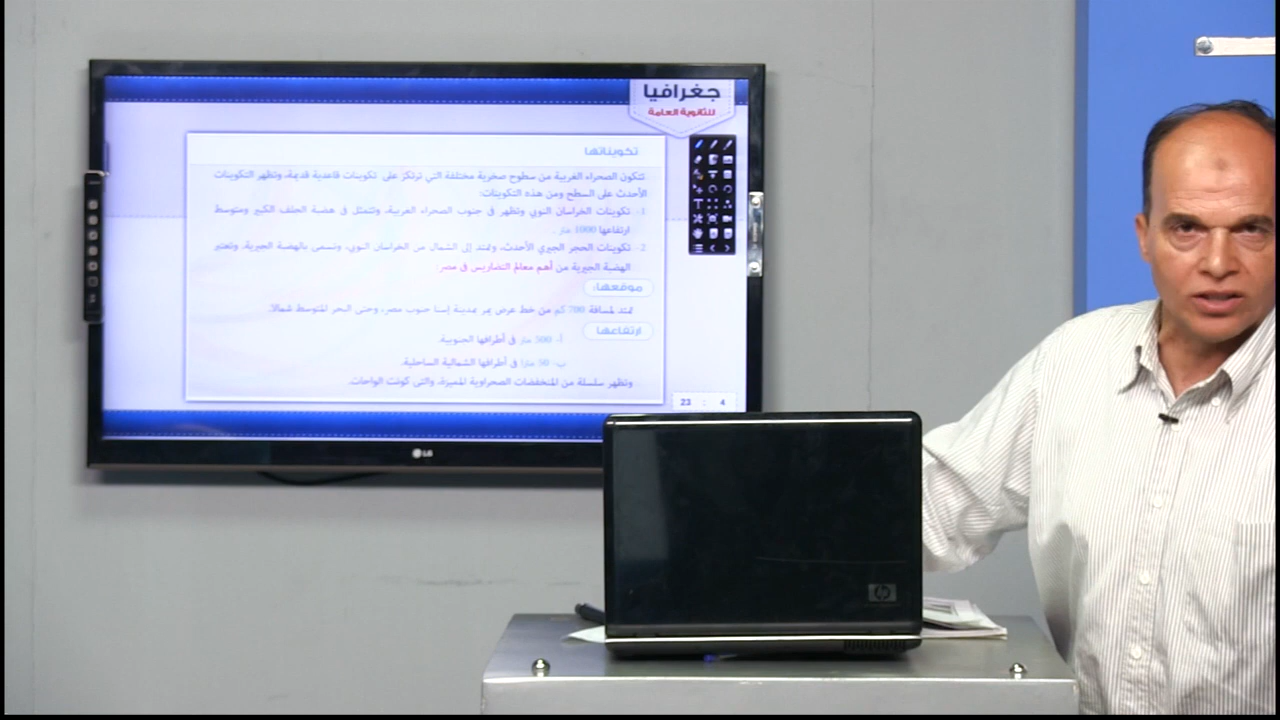 جغرافيا
للثانوية العامة
تكويناتها
تتكون الصحراء الغربية من سطوح صخرية مختلفة التي ترتكز على تكوينات قاعدية قديمة، وتظهر التكوينات
الأحدث على السطح ومن هذه التكوينات:
1- تكوينات الخراسان النوبي وتظهر في جنوب الصحراء الغربية، وتتمثل في هضبة الجلف الكبير ومتوسط
ارتفاعها 1000 متر .
2- تكوينات الحجر الجيري الأحدث، وتمتد إلى الشمال من الخراسان النوبي، وتسمى بالهضبة الجيرية، وتعتبر
الهضبة الجيرية من أهم معالم التضاريس في مصر:
موقعها:
تمتد لمسافة 700 كم من خط عرض يمر بمدينة إسنا جنوب مصر، وحتى البحر المتوسط شمالاً.
ارتفاعها
أ- 500 متر في أطرافها الجنوبية.
ب- 50 مترًا في أطرافها الشمالية الساحلية.
وتظهر سلسلة من المنخفضات الصحراوية المميزة، والتى كونت الواحات.
23 : 4
LG
hp